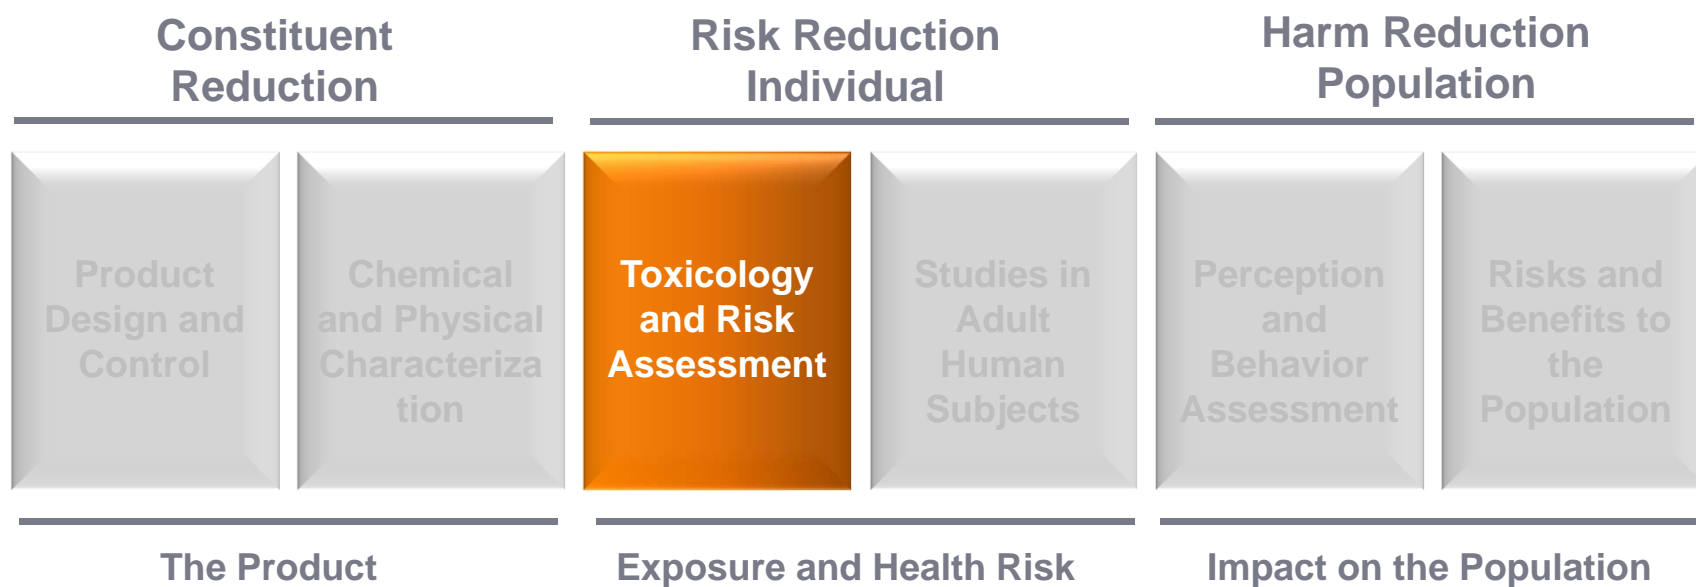 Constituent
Reduction
Risk Reduction
Individual
Harm Reduction
Population
Product
Design and
Control
Chemical
and Physical
Characteriza
tion
Toxicology
and Risk
Assessment
Studies in
Adult
Human
Subjects
Perception
and
Behavior
Assessment
Risks and
Benefits to
the
Population
The Product
Exposure and Health Risk
Impact on the Population